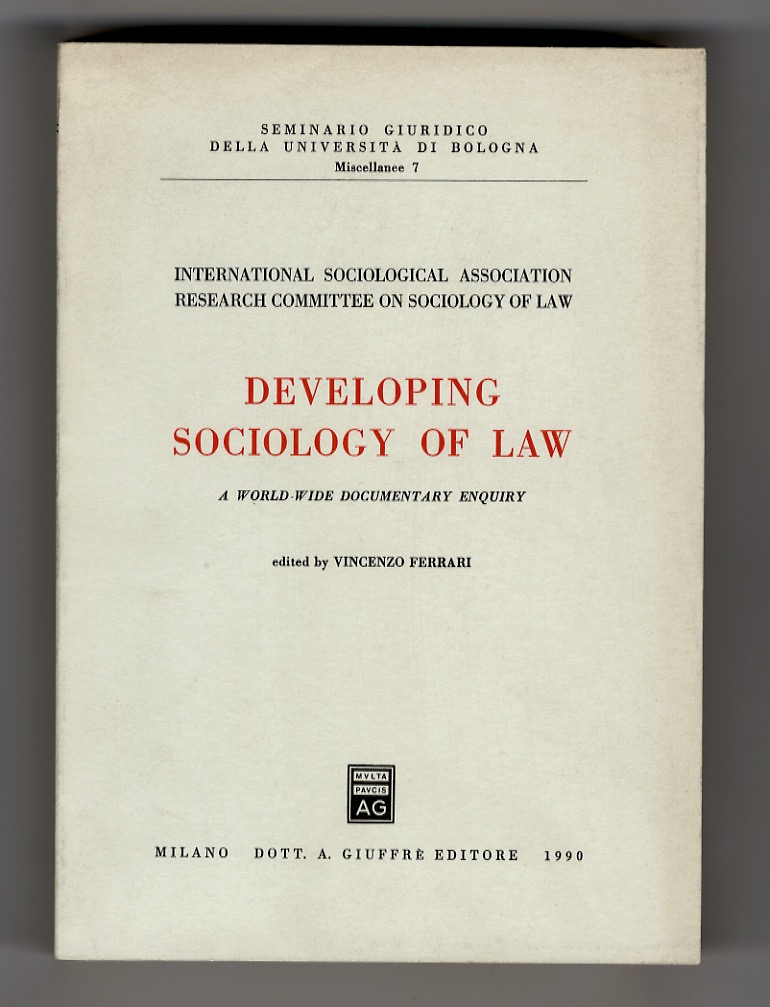 SEMINARIO GIURIDICO
DELLA UNIVERSITÀ DI BOLOGNA
Miscellanee 7
INTERNATIONAL SOCIOLOGICAL ASSOCIATION
RESEARCH COMMITTEE ON SOCIOLOGY OF LAW
DEVELOPING
SOCIOLOGY OF LAW
A WORLD-WIDE DOCUMENTARY ENQUIRY
edited by VINCENZO FERRARI
MVLTA
PAVCIS
AG
MILANO DOTT. A. GIUFFRÈ EDITORE 1990